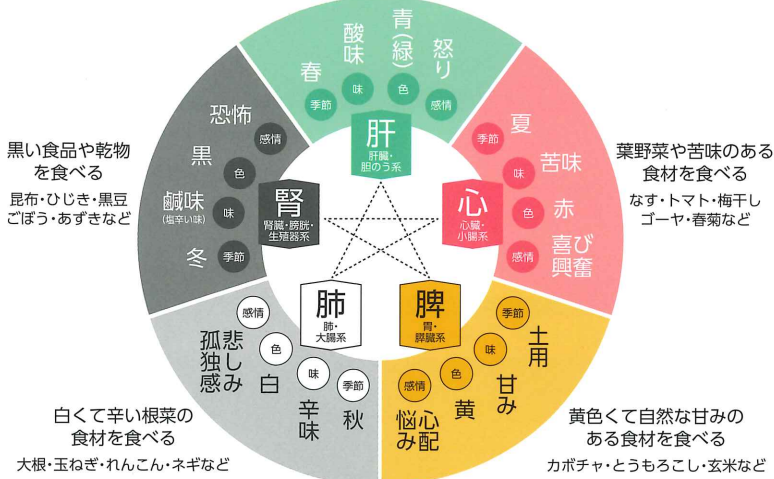 春
季節
酸味
味
青(緑)
色
怒り
感情
肝
肝臓・
胆のう系
夏
季節
苦味
味
赤
色
喜び
興奮
感情
心
心臓・
小腸系
葉野菜や苦味のある
食材を食べる
なす・トマト・梅干し
ゴーヤ・春菊など
土用
季節
甘み
味
黄
色
心配
悩み
感情
脾
胃・
膵臓系
黄色くて自然な甘みの
ある食材を食べる
カボチャ・とうもろこし・玄米など
秋
季節
辛味
味
白
色
悲しみ
孤独感
感情
肺
肺・
大腸系
白くて辛い根菜の
食材を食べる
大根・玉ねぎ・れんこん・ネギなど
冬
季節
鹹味
(塩辛い味)
味
黒
色
恐怖
感情
腎
腎臓・膀胱・
生殖器系
黒い食品や乾物
を食べる
昆布・ひじき・黒豆
ごぼう・あずきなど